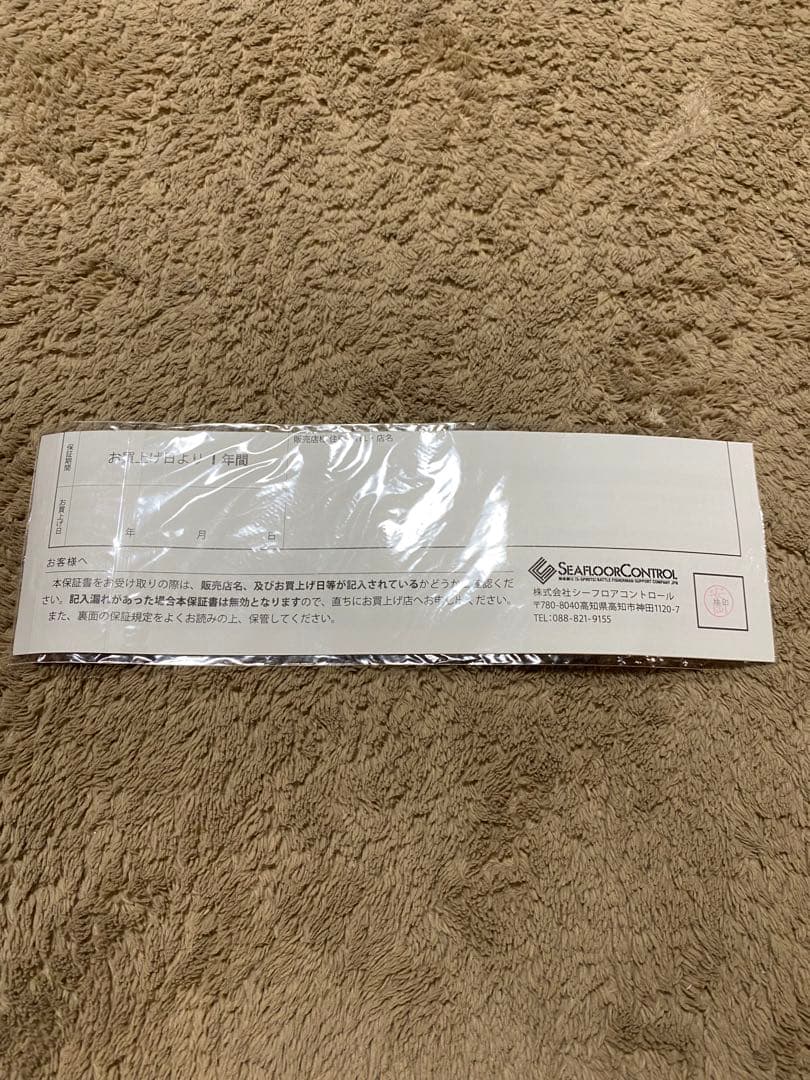 保証期間
お買上げ日より 1 年間
販売店様 住 ・店名
お買上げ日
年 月 日
お客様へ
本保証書をお受け取りの際は、販売店名、及びお買上げ日等が記入されているかどうか 確認くだ
さい。記入漏れがあった場合本保証書は無効となりますので、直ちにお買上げ店へお申し出ください。
また、裏面の保証規定をよくお読みの上、保管してください。
SEAFLOORCONTROL
BATTLE FISHERMAN SUPPORT COMPANY JPN
株式会社シーフロアコントロール
〒780-8040高知県高知市神田1120-7
TEL:088-821-9155